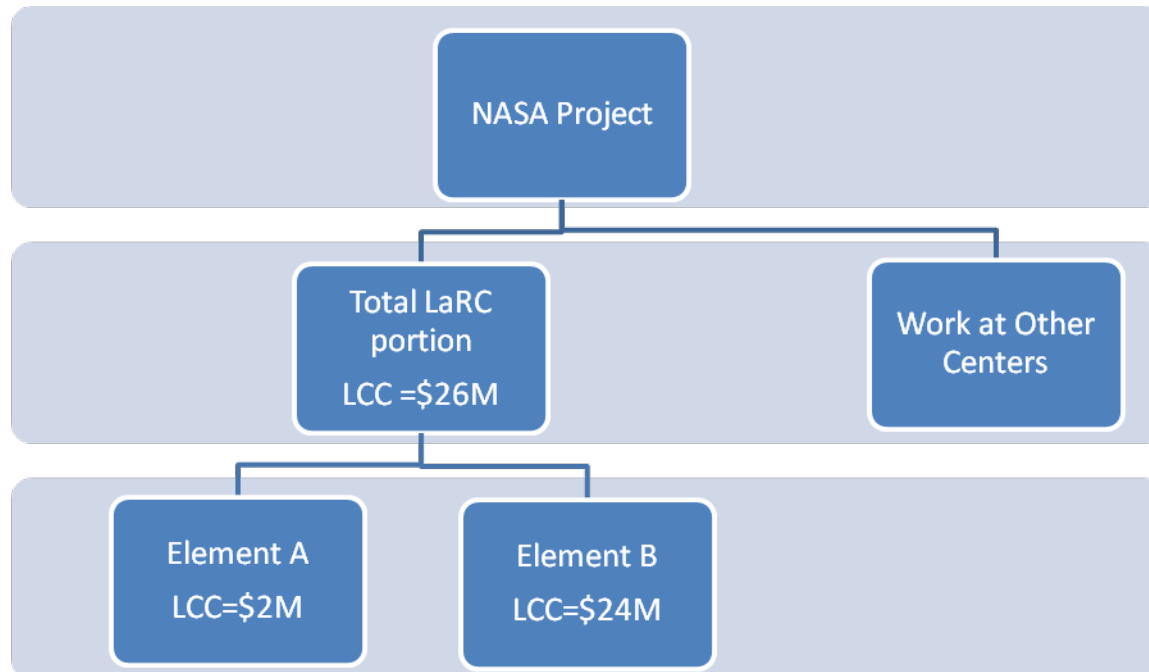 NASA Project
Total LaRC
portion
LCC =$26M
Work at Other
Centers
Element A
LCC=$2M
Element B
LCC=$24M